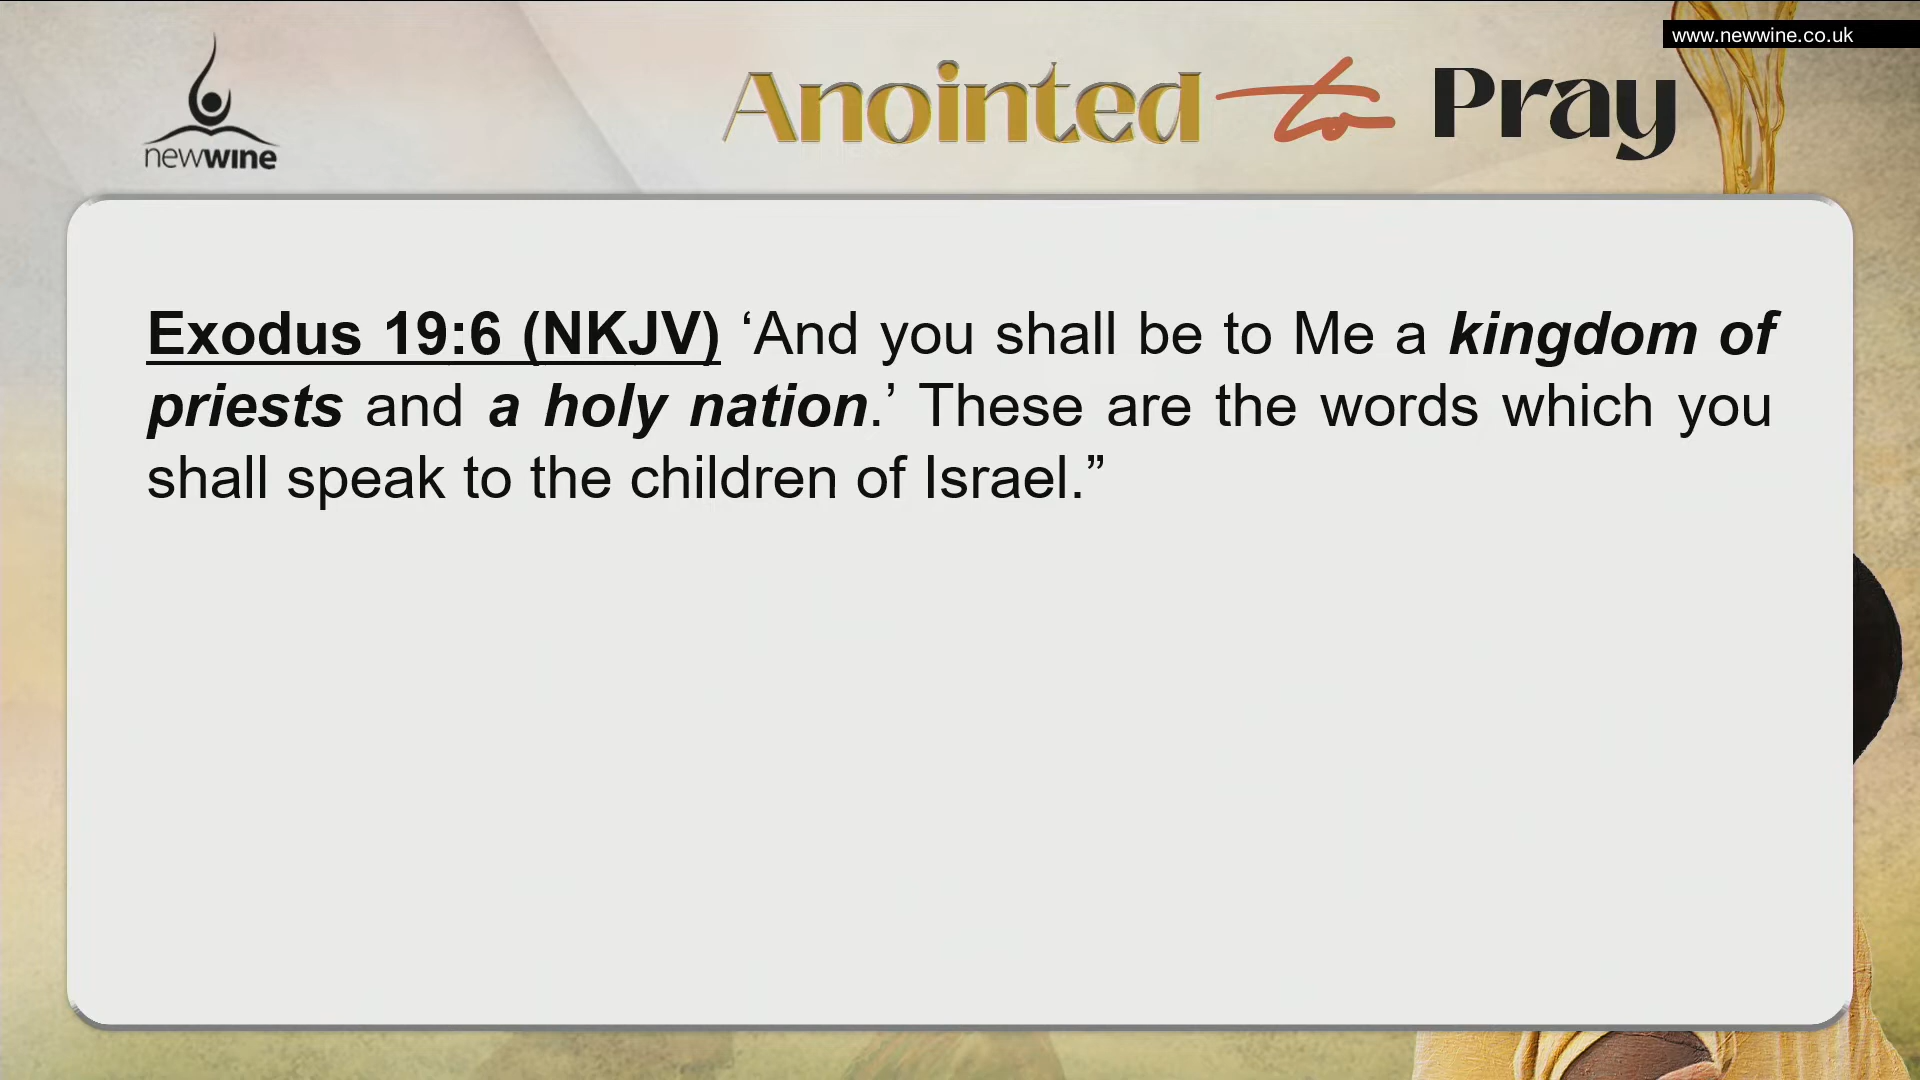 www.newwine.co.uk
Anointed to Pray
newwine
Exodus 19:6 (NKJV) ‘And you shall be to Me a kingdom of
priests and a holy nation.’ These are the words which you
shall speak to the children of Israel.”